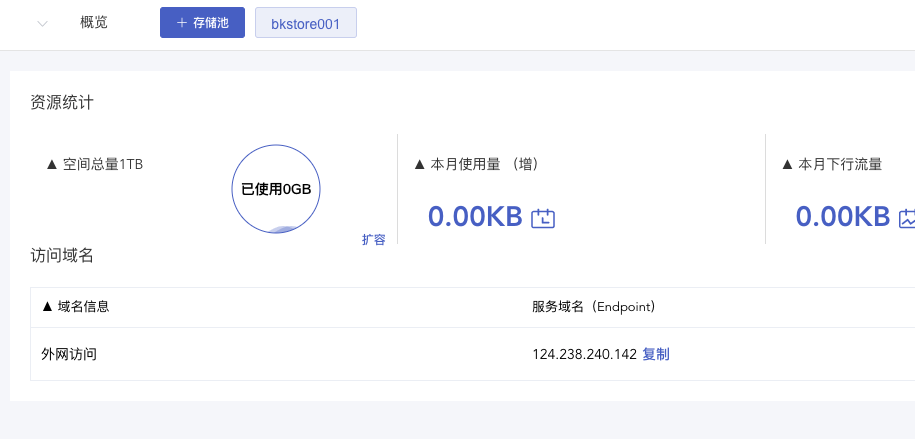 概览 + 存储池 bkstore001
资源统计
▲ 空间总量1TB 已使用0GB 扩容
▲ 本月使用量 （增）
0.00KB
▲ 本月下行流量
0.00KB
访问域名
▲ 域名信息 服务域名（Endpoint）
外网访问 124.238.240.142 复制